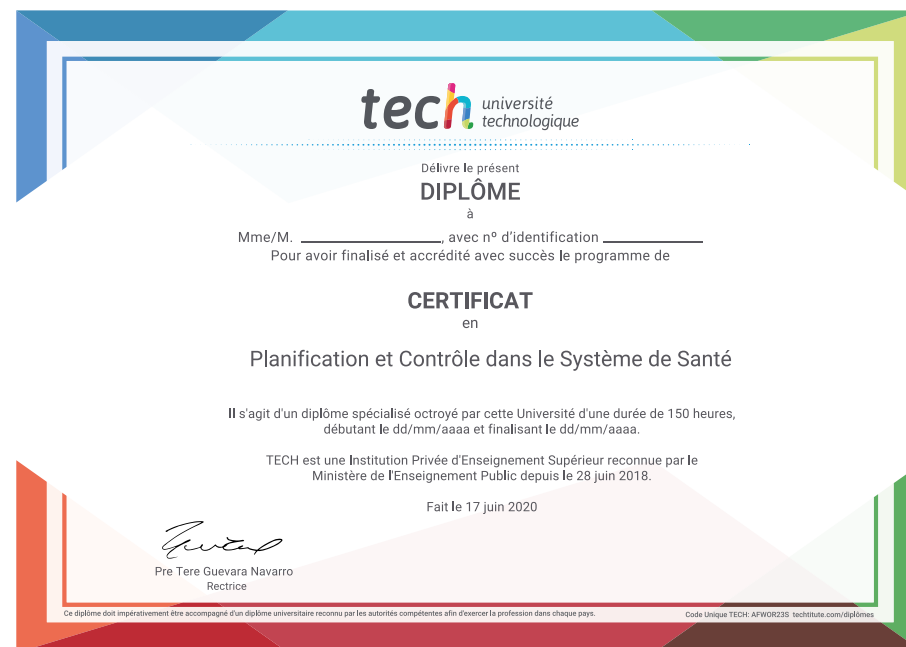 tech université
technologique
Délivre le présent
DIPLÔME
à
Mme/M. ____________________, avec nº d'identification ______________
Pour avoir finalisé et accrédité avec succès le programme de
CERTIFICAT
en
Planification et Contrôle dans le Système de Santé
Il s'agit d'un diplôme spécialisé octroyé par cette Université d'une durée de 150 heures,
débutant le dd/mm/aaaa et finalisant le dd/mm/aaaa.
TECH est une Institution Privée d'Enseignement Supérieur reconnue par le
Ministère de l'Enseignement Public depuis le 28 juin 2018.
Fait le 17 juin 2020
Pre Tere Guevara Navarro
Rectrice
Ce diplôme doit impérativement être accompagné d'un diplôme universitaire reconnu par les autorités compétentes afin d'exercer la profession dans chaque pays.
Code Unique TECH: AFWOR23S techtitute.com/diplômes